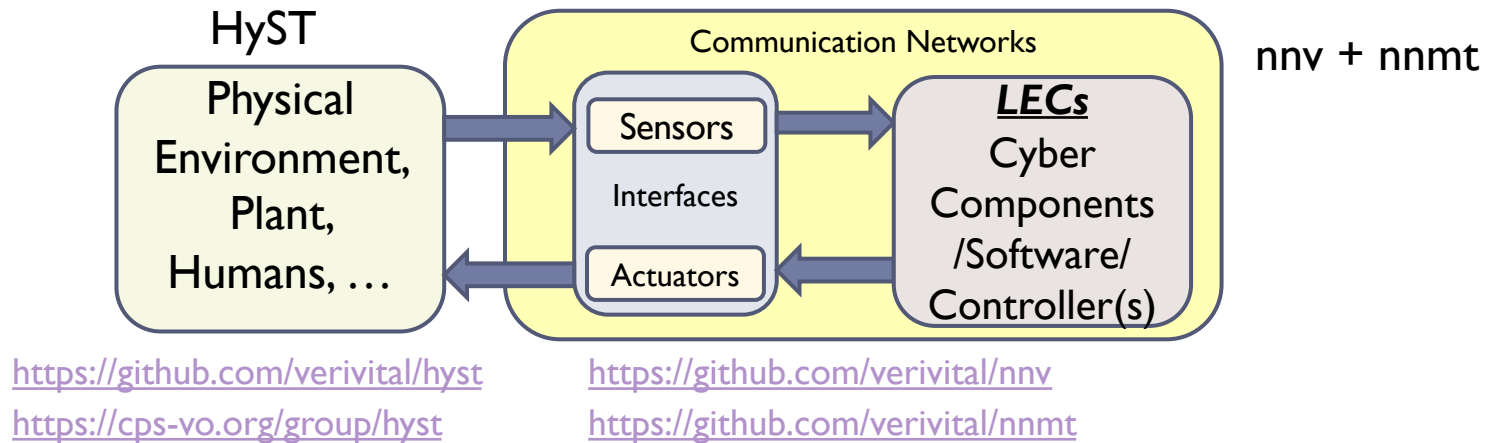 HyST
Communication Networks
nnv + nnmt
Physical
Environment,
Plant,
Humans, …
Sensors
Interfaces
Actuators
LECs
Cyber
Components
/Software/
Controller(s)
https://github.com/verivital/hyst
https://cps-vo.org/group/hyst
https://github.com/verivital/nnv
https://github.com/verivital/nnmt